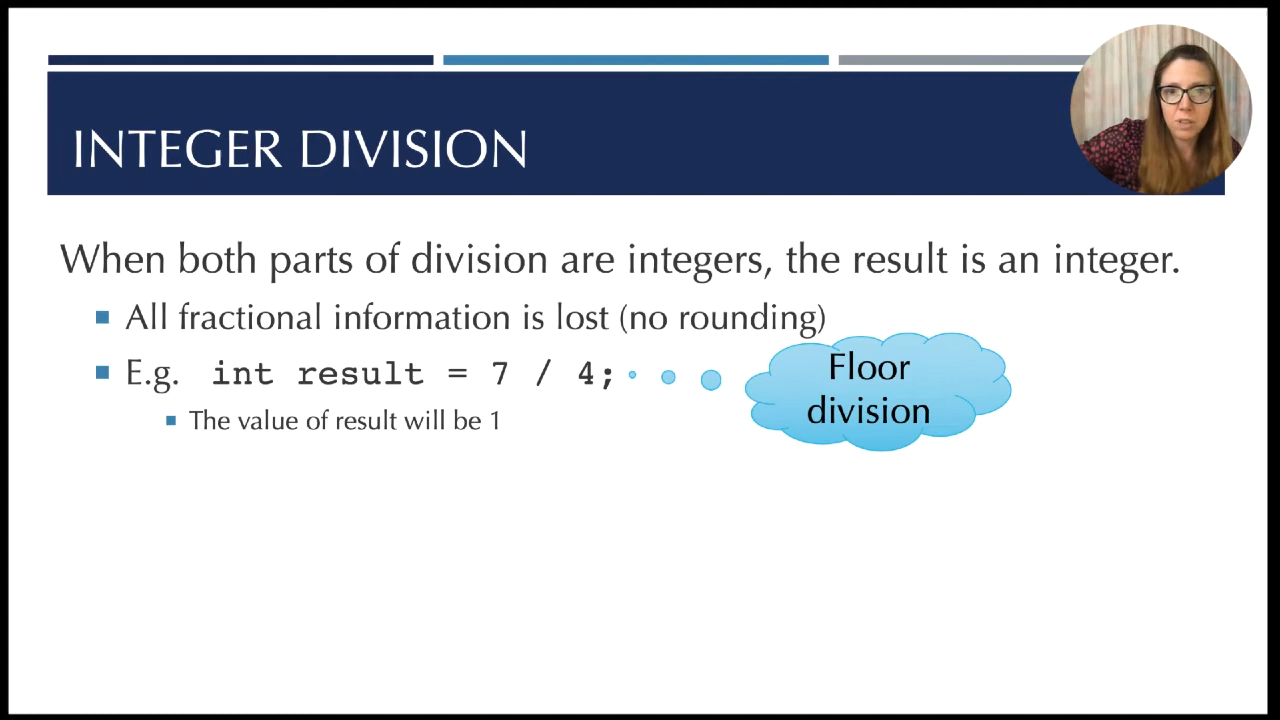 INTEGER DIVISION
When both parts of division are integers, the result is an integer.
All fractional information is lost (no rounding)
E.g. int result = 7 / 4;
Floor
division
The value of result will be 1